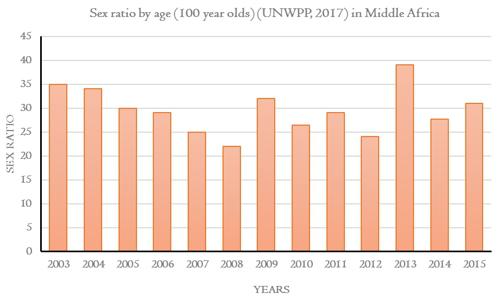 Sex ratio by age (100 year olds) (UNWPP, 2017) in Middle Africa
45
40
35
30
25
20
15
10
5
0
SEX RATIO
2003 2004 2005 2006 2007 2008 2009 2010 2011 2012 2013 2014 2015
YEARS